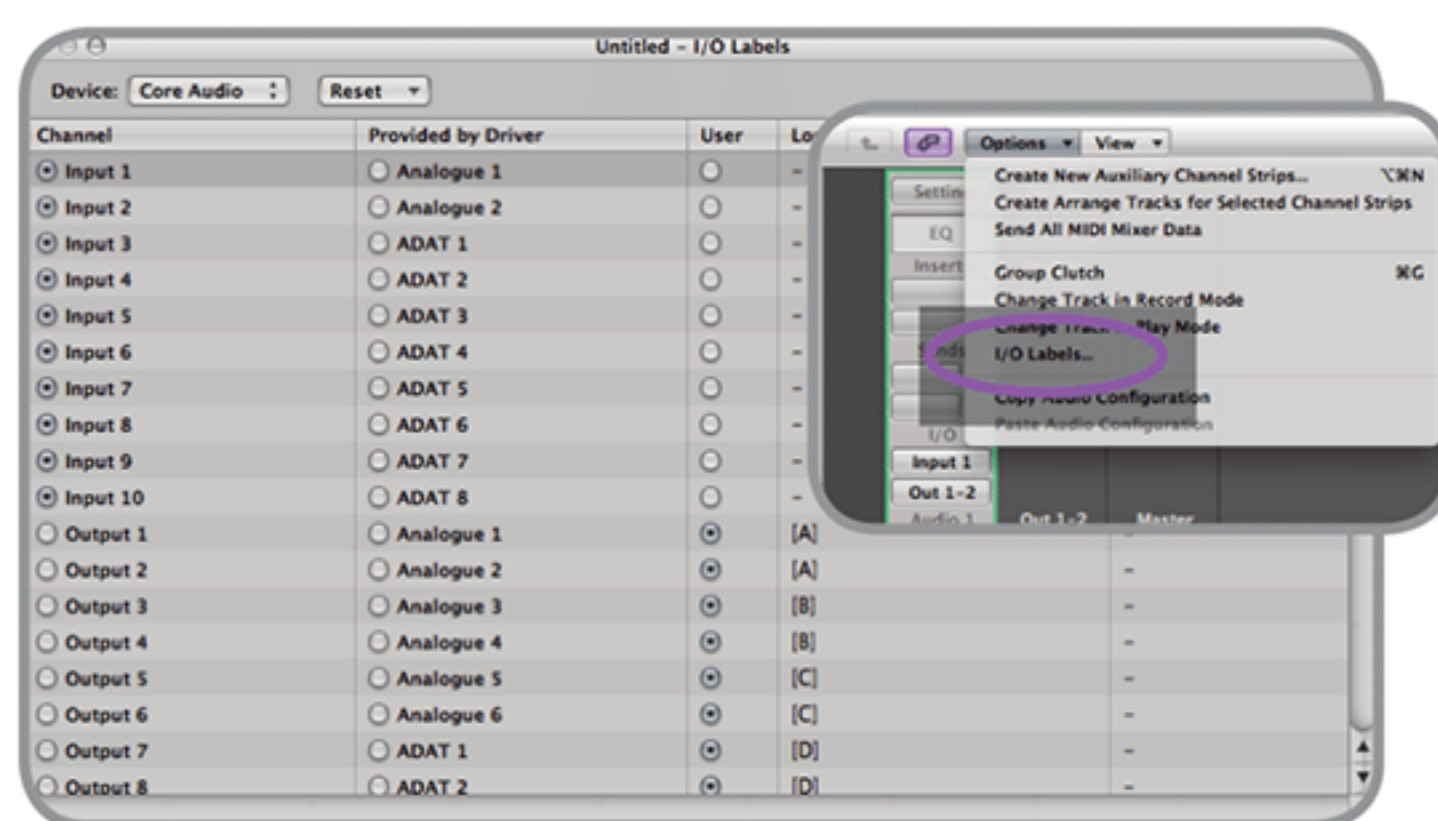 Untitled – I/O Labels
Device: Core Audio Reset
Channel Provided by Driver User
Input 1 Analogue 1 -
Input 2 Analogue 2 -
Input 3 ADAT 1 -
Input 4 ADAT 2 -
Input 5 ADAT 3 -
Input 6 ADAT 4 -
Input 7 ADAT 5 -
Input 8 ADAT 6 -
Input 9 ADAT 7 -
Input 10 ADAT 8 -
Output 1 Analogue 1 [A] -
Output 2 Analogue 2 [A] -
Output 3 Analogue 3 [B] -
Output 4 Analogue 4 [B] -
Output 5 Analogue 5 [C] -
Output 6 Analogue 6 [C] -
Output 7 ADAT 1 [D] -
Output 8 ADAT 2 [D] -
Options View
Create New Auxiliary Channel Strips... ⌥⌘N
Create Arrange Tracks for Selected Channel Strips
Send All MIDI Mixer Data
Group Clutch ⌘G
Change Track in Record Mode
Change Track in Play Mode
I/O Labels...
Copy Audio Configuration
Paste Audio Configuration
EQ
I/O
Input 1
Out 1-2
Audio 1 Out 1-2 Master